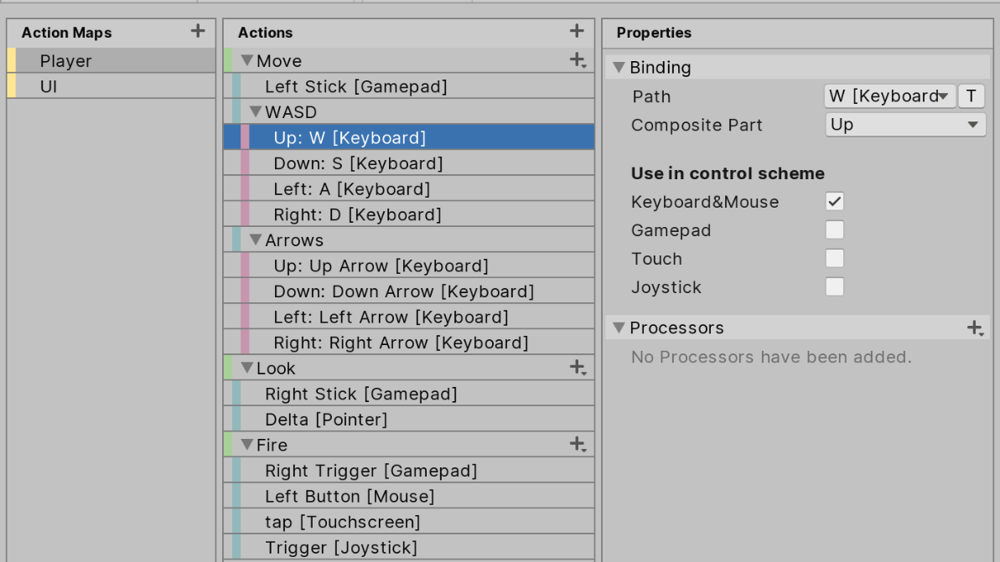 Action Maps
+
Player
UI
Actions
+
Move
Left Stick [Gamepad]
WASD
Up: W [Keyboard]
Down: S [Keyboard]
Left: A [Keyboard]
Right: D [Keyboard]
Arrows
Up: Up Arrow [Keyboard]
Down: Down Arrow [Keyboard]
Left: Left Arrow [Keyboard]
Right: Right Arrow [Keyboard]
Look
Right Stick [Gamepad]
Delta [Pointer]
Fire
Right Trigger [Gamepad]
Left Button [Mouse]
tap [Touchscreen]
Trigger [Joystick]
Properties
Binding
Path W [Keyboard T
Composite Part Up
Use in control scheme
Keyboard&Mouse
Gamepad
Touch
Joystick
Processors
No Processors have been added.